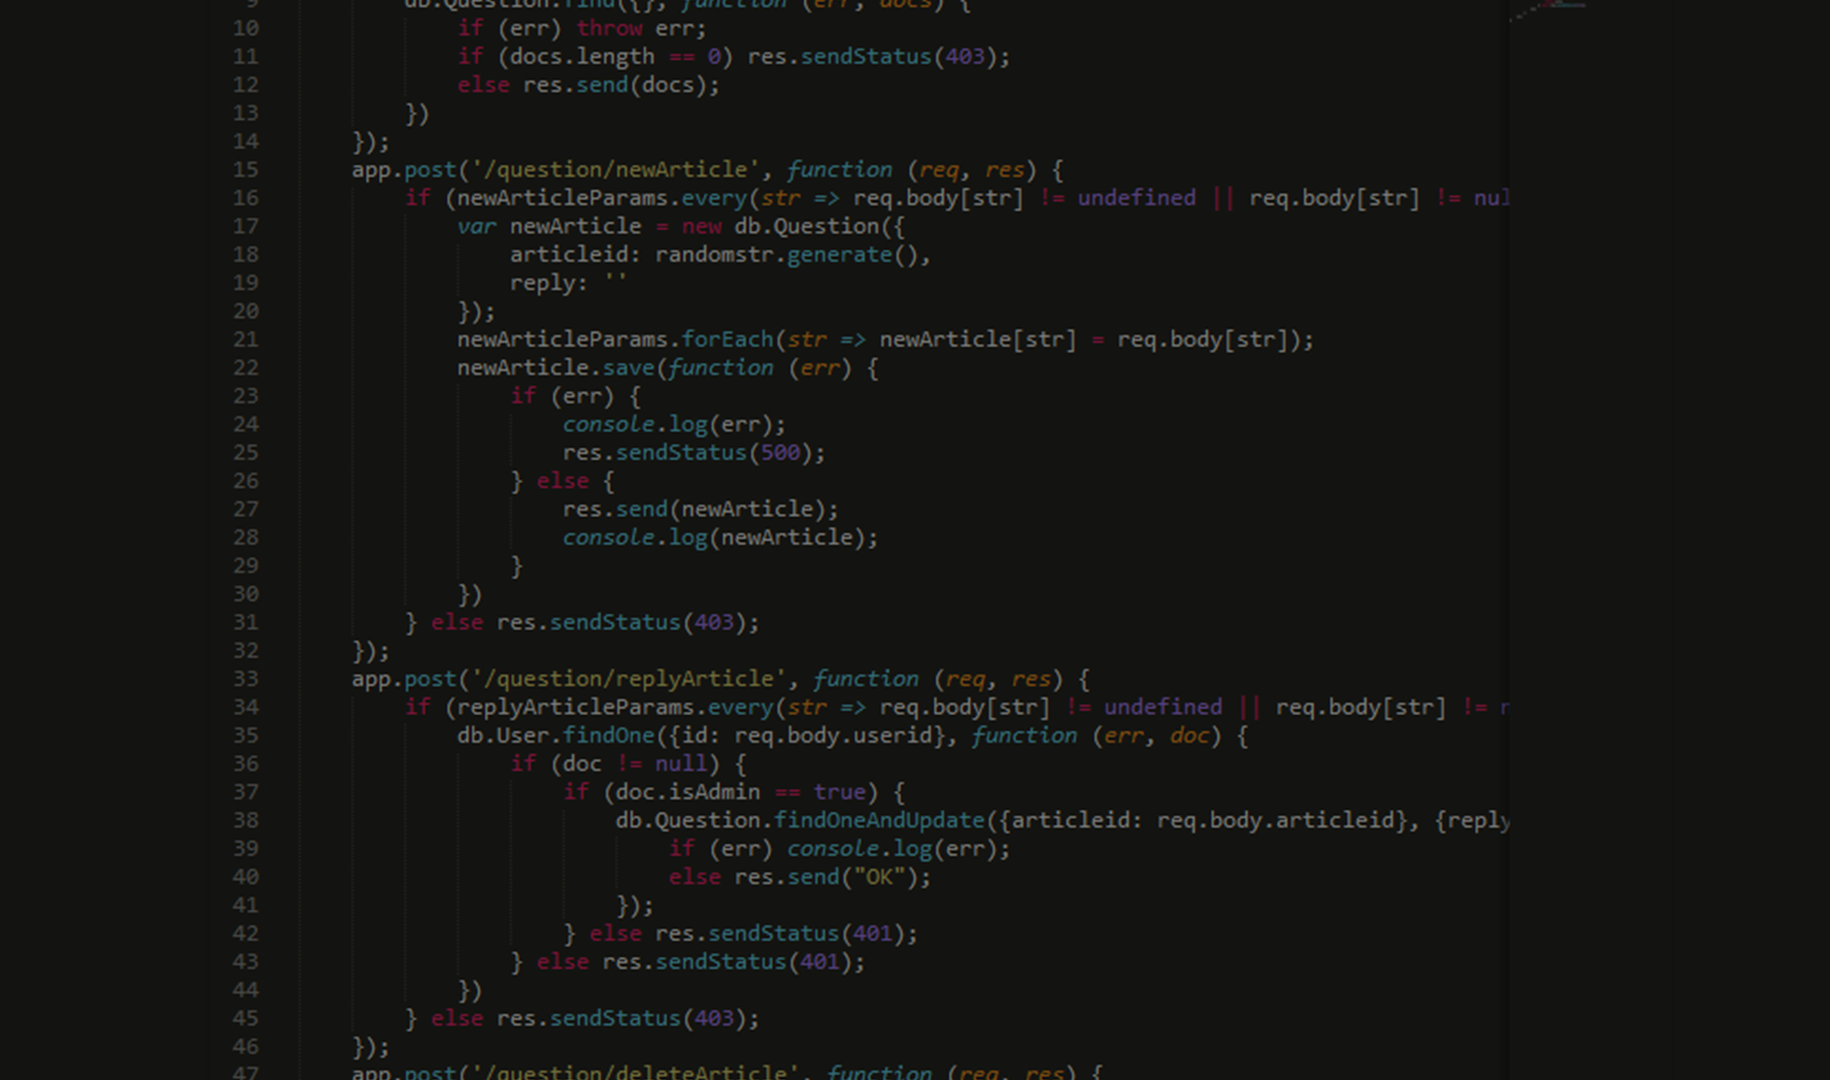 9 db.Question.find({}, function (err, docs) {
10 if (err) throw err;
11 if (docs.length == 0) res.sendStatus(403);
12 else res.send(docs);
13 })
14 });
15 app.post('/question/newArticle', function (req, res) {
16 if (newArticleParams.every(str => req.body[str] != undefined || req.body[str] != nul
17 var newArticle = new db.Question({
18 articleid: randomstr.generate(),
19 reply: ''
20 });
21 newArticleParams.forEach(str => newArticle[str] = req.body[str]);
22 newArticle.save(function (err) {
23 if (err) {
24 console.log(err);
25 res.sendStatus(500);
26 } else {
27 res.send(newArticle);
28 console.log(newArticle);
29 }
30 })
31 } else res.sendStatus(403);
32 });
33 app.post('/question/replyArticle', function (req, res) {
34 if (replyArticleParams.every(str => req.body[str] != undefined || req.body[str] != n
35 db.User.findOne({id: req.body.userid}, function (err, doc) {
36 if (doc != null) {
37 if (doc.isAdmin == true) {
38 db.Question.findOneAndUpdate({articleid: req.body.articleid}, {reply
39 if (err) console.log(err);
40 else res.send("OK");
41 });
42 } else res.sendStatus(401);
43 } else res.sendStatus(401);
44 })
45 } else res.sendStatus(403);
46 });
47 app.post('/question/deleteArticle', function (req, res) {